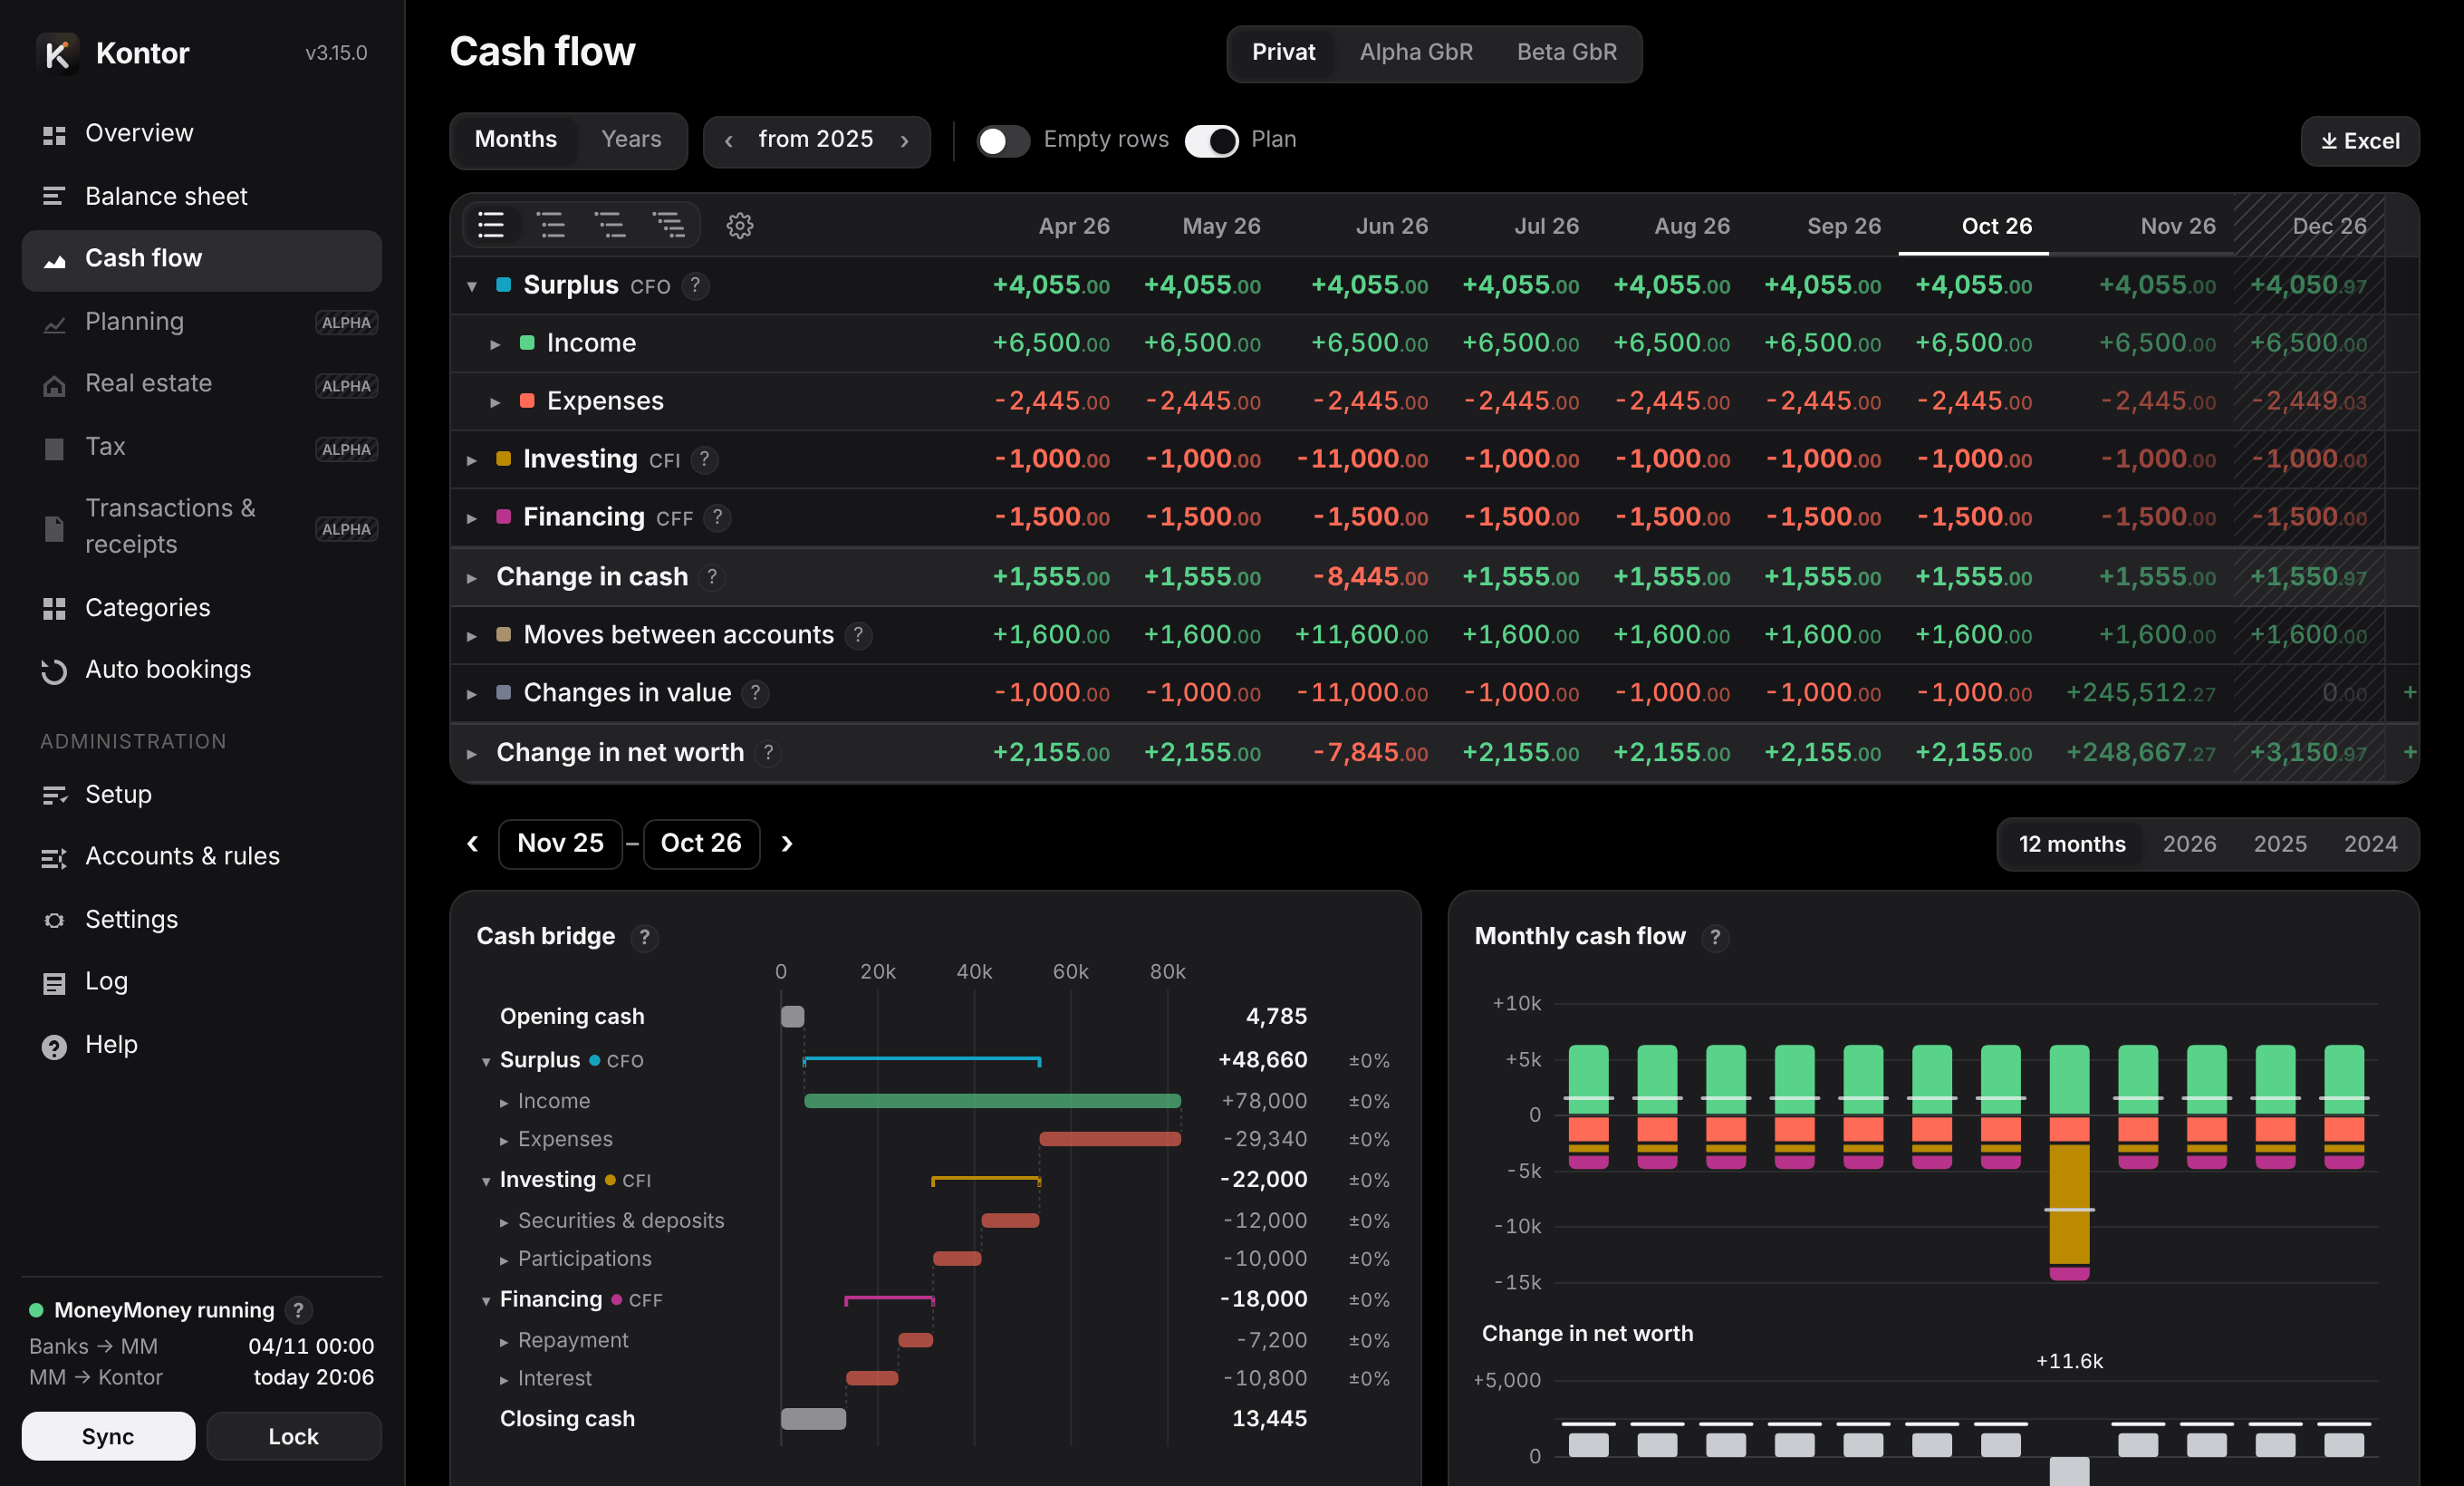 Kontor v3.15.0
Overview
Balance sheet
Cash flow
Planning ALPHA
Real estate ALPHA
Tax ALPHA
Transactions & receipts ALPHA
Categories
Auto bookings
ADMINISTRATION
Setup
Accounts & rules
Settings
Log
Help
MoneyMoney running ?
Banks → MM 04/11 00:00
MM → Kontor today 20:06
Sync Lock
Cash flow
Privat Alpha GbR Beta GbR
Months Years ‹ from 2025 › Empty rows Plan Excel
Apr 26 May 26 Jun 26 Jul 26 Aug 26 Sep 26 Oct 26 Nov 26 Dec 26
Surplus CFO ? +4,055.00 +4,055.00 +4,055.00 +4,055.00 +4,055.00 +4,055.00 +4,055.00 +4,055.00 +4,050.97
Income +6,500.00 +6,500.00 +6,500.00 +6,500.00 +6,500.00 +6,500.00 +6,500.00 +6,500.00 +6,500.00
Expenses -2,445.00 -2,445.00 -2,445.00 -2,445.00 -2,445.00 -2,445.00 -2,445.00 -2,445.00 -2,449.03
Investing CFI ? -1,000.00 -1,000.00 -11,000.00 -1,000.00 -1,000.00 -1,000.00 -1,000.00 -1,000.00 -1,000.00
Financing CFF ? -1,500.00 -1,500.00 -1,500.00 -1,500.00 -1,500.00 -1,500.00 -1,500.00 -1,500.00 -1,500.00
Change in cash ? +1,555.00 +1,555.00 -8,445.00 +1,555.00 +1,555.00 +1,555.00 +1,555.00 +1,555.00 +1,550.97
Moves between accounts ? +1,600.00 +1,600.00 +11,600.00 +1,600.00 +1,600.00 +1,600.00 +1,600.00 +1,600.00 +1,600.00
Changes in value ? -1,000.00 -1,000.00 -11,000.00 -1,000.00 -1,000.00 -1,000.00 -1,000.00 +245,512.27 0.00 +
Change in net worth ? +2,155.00 +2,155.00 -7,845.00 +2,155.00 +2,155.00 +2,155.00 +2,155.00 +248,667.27 +3,150.97 +
‹ Nov 25 – Oct 26 › 12 months 2026 2025 2024
Cash bridge ?
0 20k 40k 60k 80k
Opening cash 4,785
Surplus CFO +48,660 ±0%
Income +78,000 ±0%
Expenses -29,340 ±0%
Investing CFI -22,000 ±0%
Securities & deposits -12,000 ±0%
Participations -10,000 ±0%
Financing CFF -18,000 ±0%
Repayment -7,200 ±0%
Interest -10,800 ±0%
Closing cash 13,445
Monthly cash flow ?
+10k
+5k
0
-5k
-10k
-15k
Change in net worth
+11.6k
+5,000
0